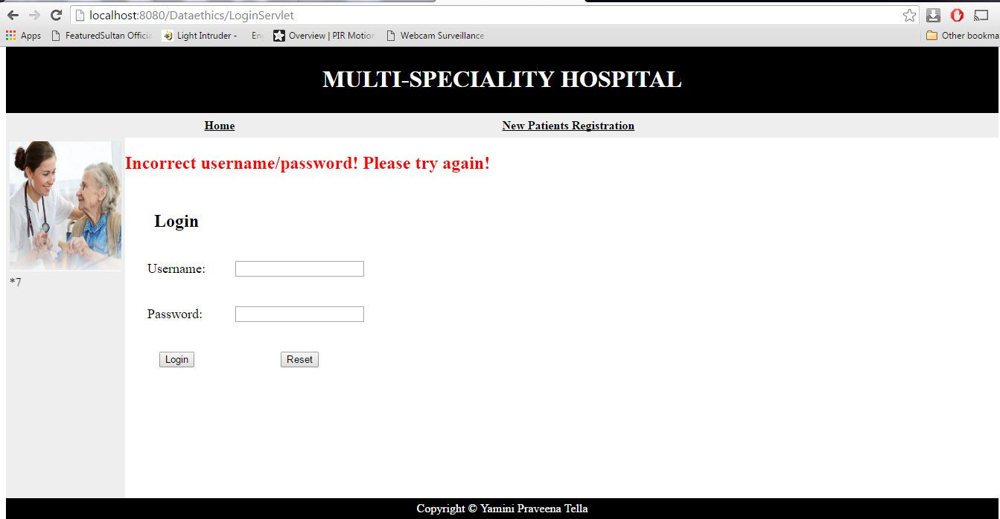 localhost:8080/Dataethics/LoginServlet
Apps FeaturedSultan Officia Light Intruder - Overview | PIR Motion Webcam Surveillance Other bookma
MULTI-SPECIALITY HOSPITAL
Home New Patients Registration
Incorrect username/password! Please try again!
Login
Username:
Password:
*7
Login Reset
Copyright © Yamini Praveena Tella